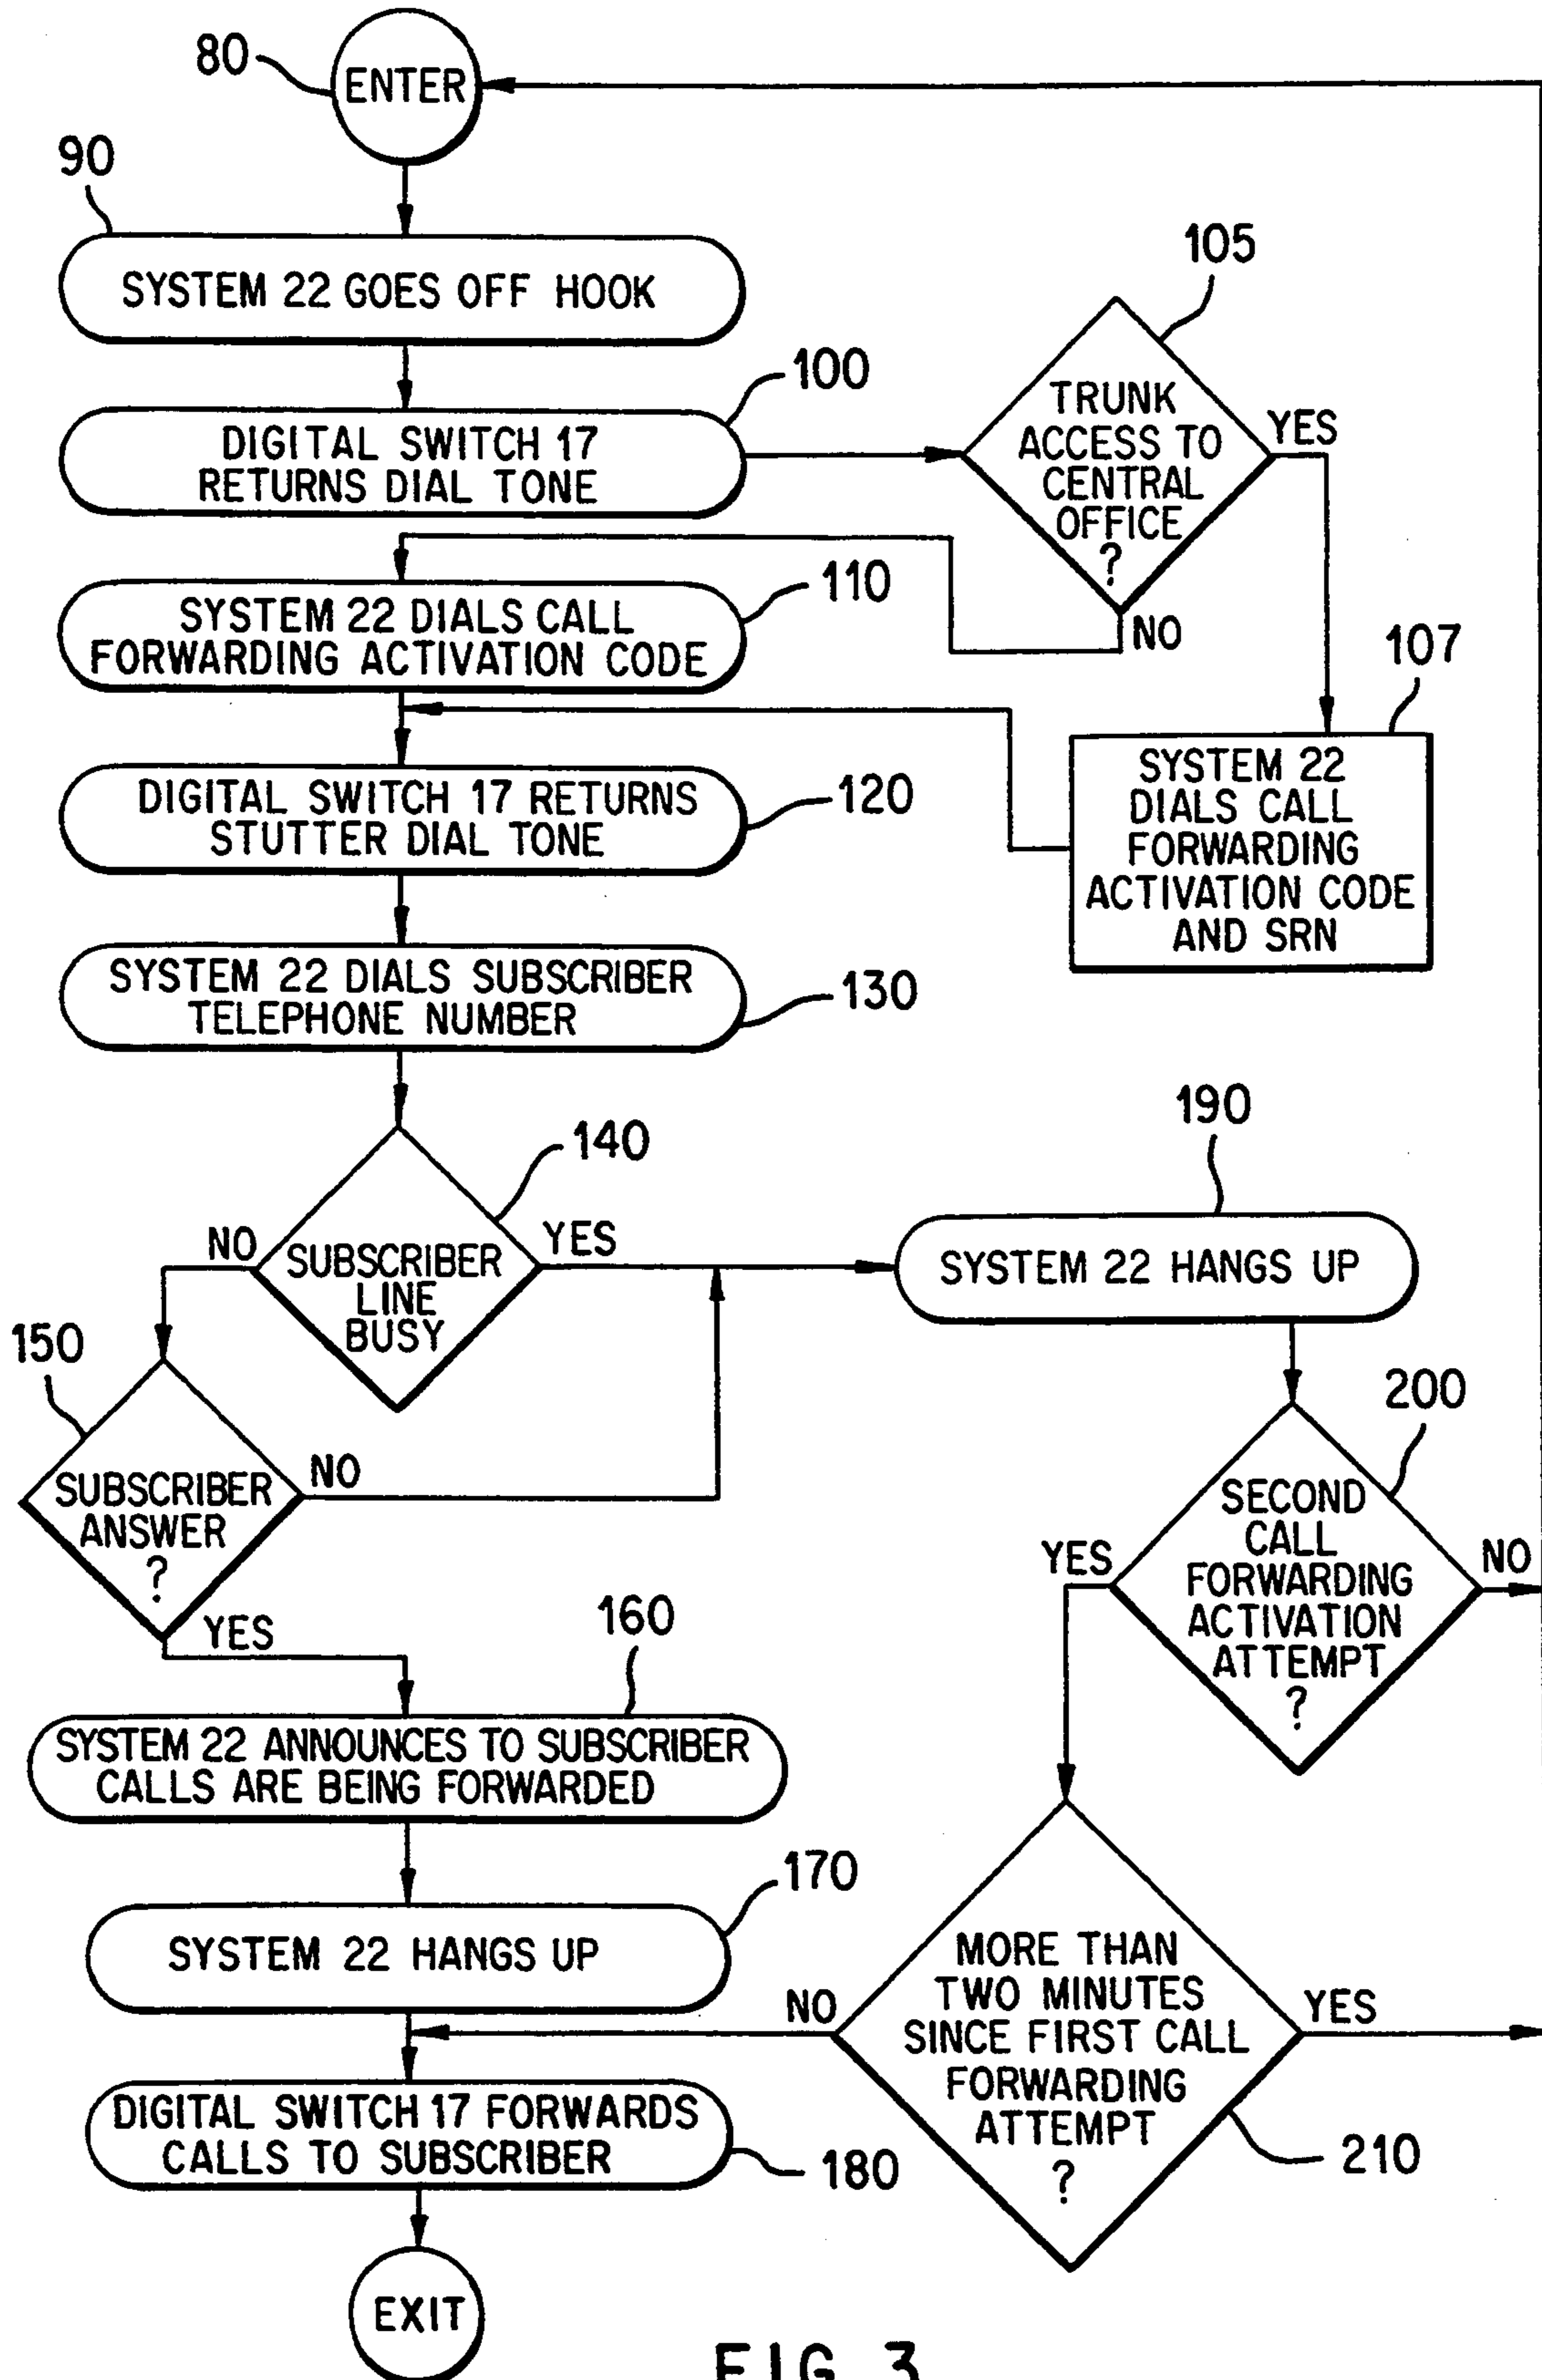 80
ENTER
90
SYSTEM 22 GOES OFF HOOK
105
100
DIGITAL SWITCH 17
RETURNS DIAL TONE
TRUNK
ACCESS TO
CENTRAL
OFFICE
?
YES
NO
110
SYSTEM 22 DIALS CALL
FORWARDING ACTIVATION CODE
107
SYSTEM 22
DIALS CALL
FORWARDING
ACTIVATION CODE
AND SRN
DIGITAL SWITCH 17 RETURNS
STUTTER DIAL TONE
120
SYSTEM 22 DIALS SUBSCRIBER
TELEPHONE NUMBER
130
140
NO
SUBSCRIBER
LINE
BUSY
YES
190
SYSTEM 22 HANGS UP
150
SUBSCRIBER
ANSWER
?
NO
YES
200
SECOND
CALL
FORWARDING
ACTIVATION
ATTEMPT
?
YES
NO
160
SYSTEM 22 ANNOUNCES TO SUBSCRIBER
CALLS ARE BEING FORWARDED
170
SYSTEM 22 HANGS UP
NO
MORE THAN
TWO MINUTES
SINCE FIRST CALL
FORWARDING
ATTEMPT
?
YES
210
DIGITAL SWITCH 17 FORWARDS
CALLS TO SUBSCRIBER
180
EXIT
FIG. 3